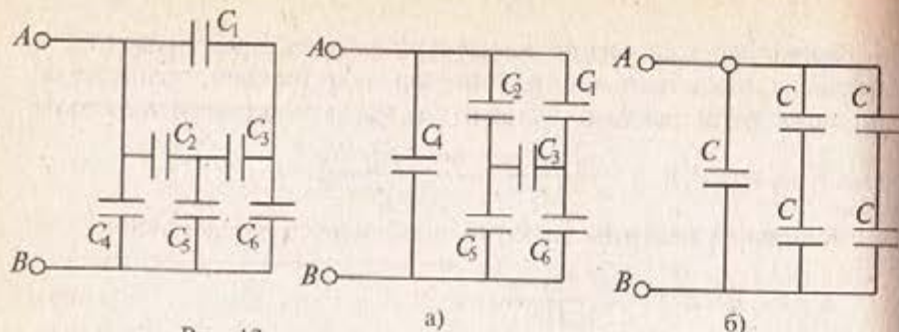 A C₁
C₂ C₃
C₄ C₅ C₆
B
A
C₂ C₁
C₄ C₃
C₅ C₆
B
а)
A
C C
C
C C
B
б)